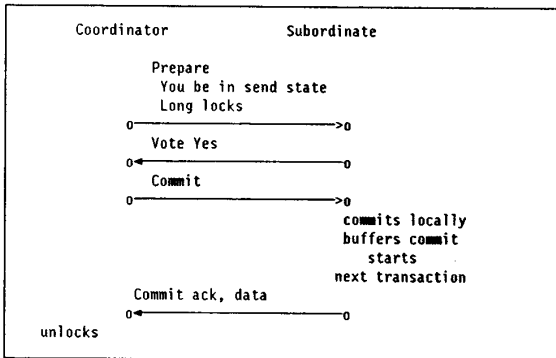 Coordinator Subordinate
Prepare
You be in send state
Long locks
Vote Yes
Commit
commits locally
buffers commit
starts
next transaction
Commit ack, data
unlocks